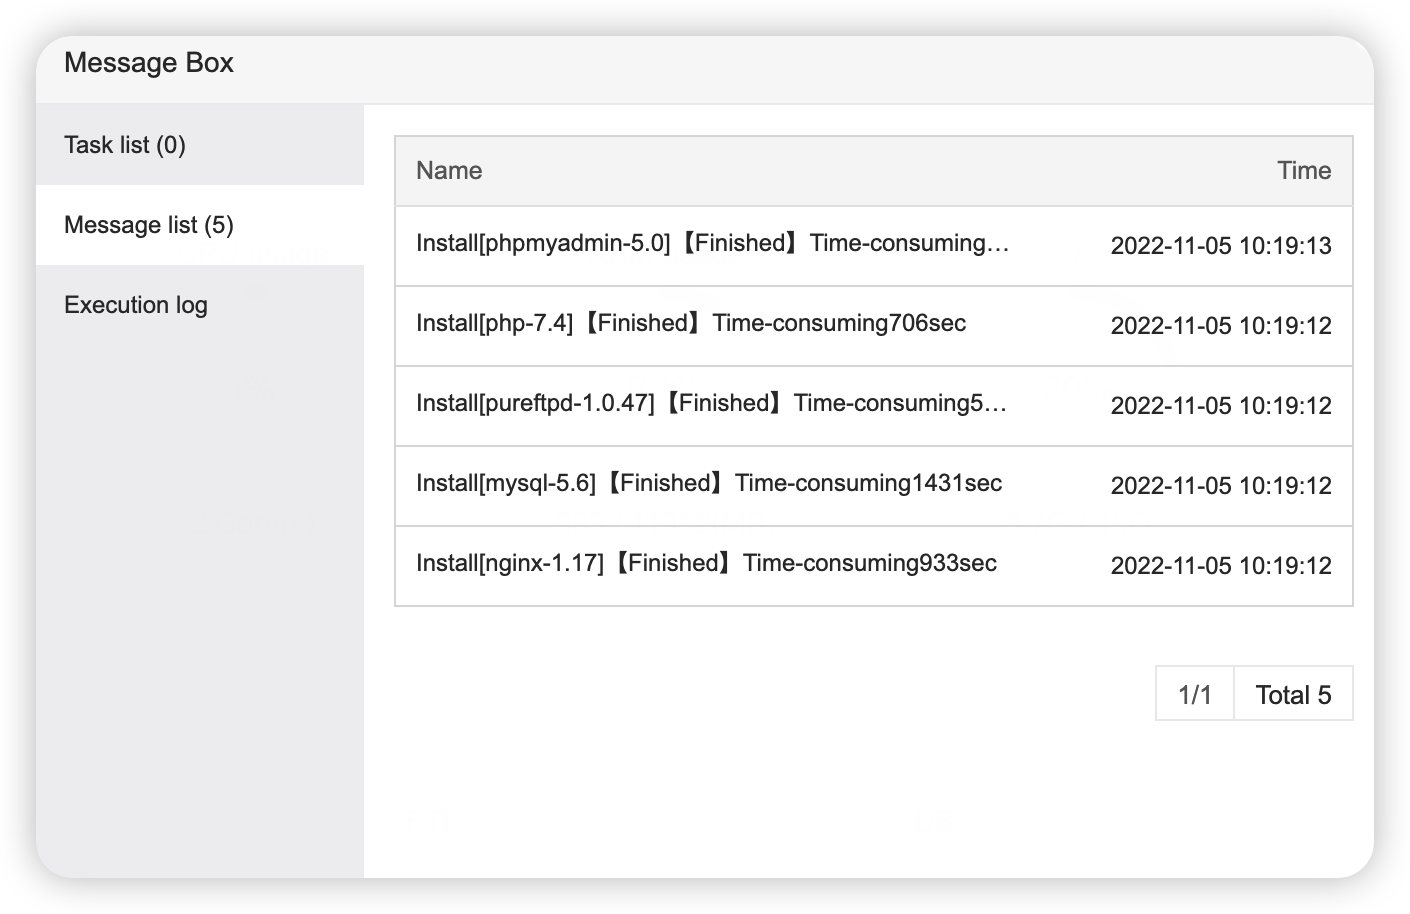 Message Box
Task list (0)
Message list (5)
Execution log
Name Time
Install[phpmyadmin-5.0]【Finished】Time-consuming… 2022-11-05 10:19:13
Install[php-7.4]【Finished】Time-consuming706sec 2022-11-05 10:19:12
Install[pureftpd-1.0.47]【Finished】Time-consuming5… 2022-11-05 10:19:12
Install[mysql-5.6]【Finished】Time-consuming1431sec 2022-11-05 10:19:12
Install[nginx-1.17]【Finished】Time-consuming933sec 2022-11-05 10:19:12
1/1 Total 5